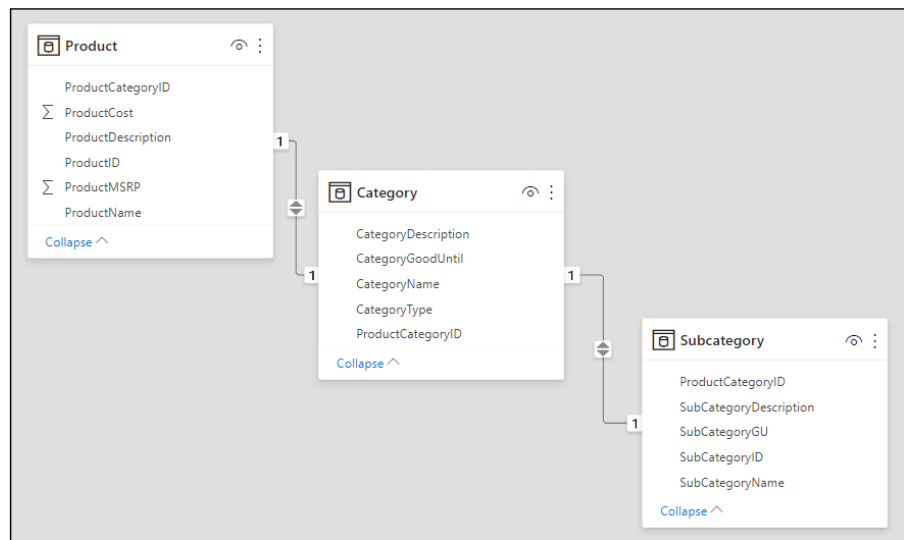 Product
ProductCategoryID
ProductCost
ProductDescription
ProductID
ProductMSRP
ProductName
Collapse
1
1
Category
CategoryDescription
CategoryGoodUntil
CategoryName
CategoryType
ProductCategoryID
Collapse
1
1
Subcategory
ProductCategoryID
SubCategoryDescription
SubCategoryGU
SubCategoryID
SubCategoryName
Collapse